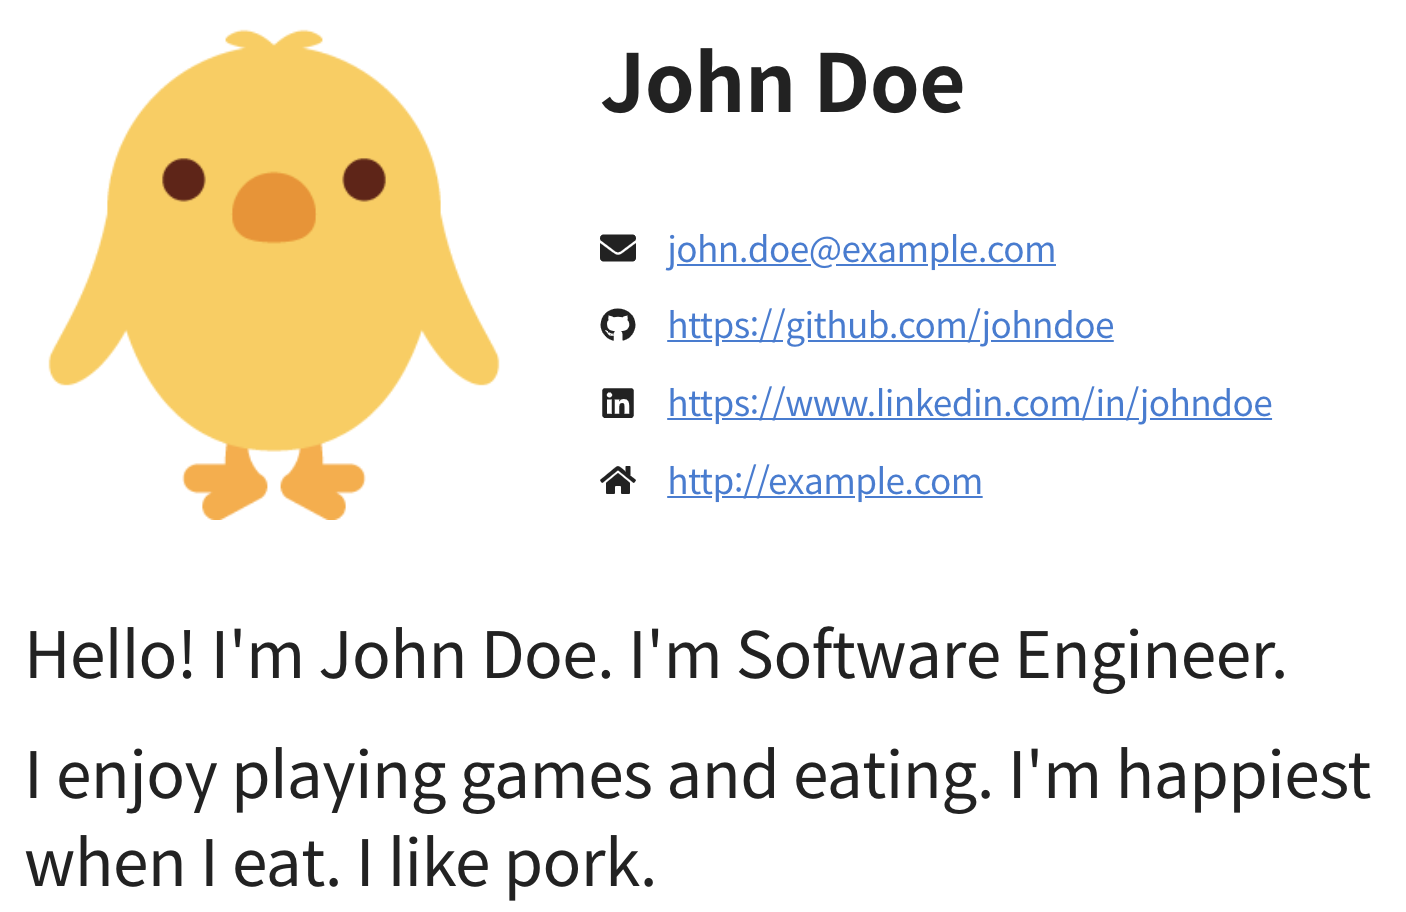 John Doe
john.doe@example.com
https://github.com/johndoe
https://www.linkedin.com/in/johndoe
http://example.com
Hello! I'm John Doe. I'm Software Engineer.
I enjoy playing games and eating. I'm happiest
when I eat. I like pork.